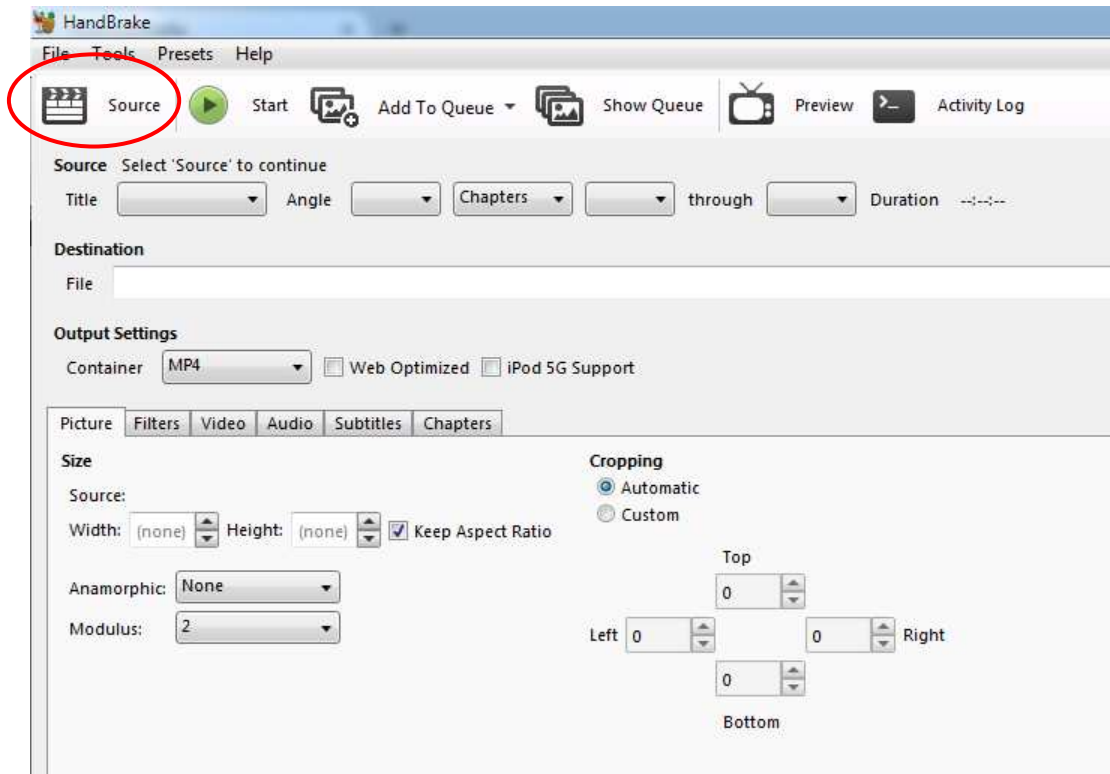 HandBrake
File Tools Presets Help
Source Start Add To Queue Show Queue Preview Activity Log
Source Select 'Source' to continue
Title Angle Chapters through Duration --:--:--
Destination
File
Output Settings
Container MP4 Web Optimized iPod 5G Support
Picture Filters Video Audio Subtitles Chapters
Size Cropping
Source: Automatic
Width: (none) Height: (none) Keep Aspect Ratio Custom
Top
Anamorphic: None 0
Modulus: 2 Left 0 0 Right
0
Bottom